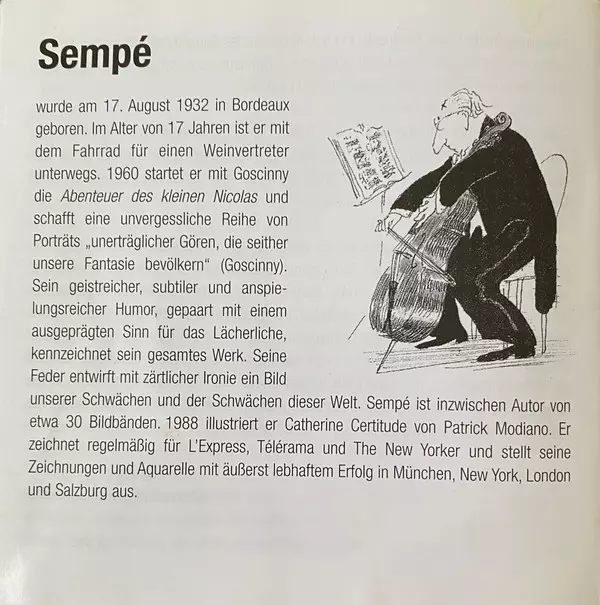 Sempé
wurde am 17. August 1932 in Bordeaux
geboren. Im Alter von 17 Jahren ist er mit
dem Fahrrad für einen Weinvertreter
unterwegs. 1960 startet er mit Goscinny
die Abenteuer des kleinen Nicolas und
schafft eine unvergessliche Reihe von
Porträts „unerträglicher Gören, die seither
unsere Fantasie bevölkern“ (Goscinny).
Sein geistreicher, subtiler und anspie-
lungsreicher Humor, gepaart mit einem
ausgeprägten Sinn für das Lächerliche,
kennzeichnet sein gesamtes Werk. Seine
Feder entwirft mit zärtlicher Ironie ein Bild
unserer Schwächen und der Schwächen dieser Welt. Sempé ist inzwischen Autor von
etwa 30 Bildbänden. 1988 illustriert er Catherine Certitude von Patrick Modiano. Er
zeichnet regelmäßig für L’Express, Télérama und The New Yorker und stellt seine
Zeichnungen und Aquarelle mit äußerst lebhaftem Erfolg in München, New York, London
und Salzburg aus.